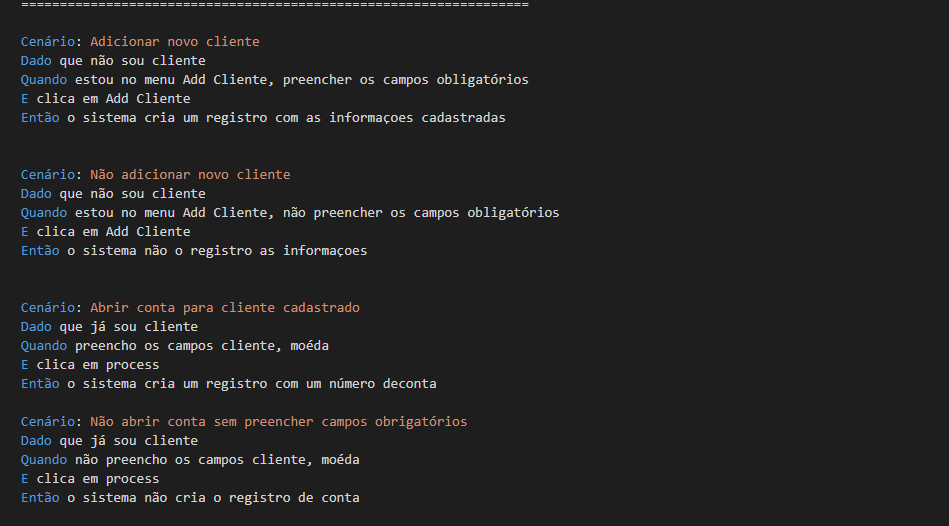 ==================================================================
Cenário: Adicionar novo cliente
Dado que não sou cliente
Quando estou no menu Add Cliente, preencher os campos obligatórios
E clica em Add Cliente
Então o sistema cria um registro com as informaçoes cadastradas
Cenário: Não adicionar novo cliente
Dado que não sou cliente
Quando estou no menu Add Cliente, não preencher os campos obligatórios
E clica em Add Cliente
Então o sistema não o registro as informaçoes
Cenário: Abrir conta para cliente cadastrado
Dado que já sou cliente
Quando preencho os campos cliente, moéda
E clica em process
Então o sistema cria um registro com um número deconta
Cenário: Não abrir conta sem preencher campos obrigatórios
Dado que já sou cliente
Quando não preencho os campos cliente, moéda
E clica em process
Então o sistema não cria o registro de conta